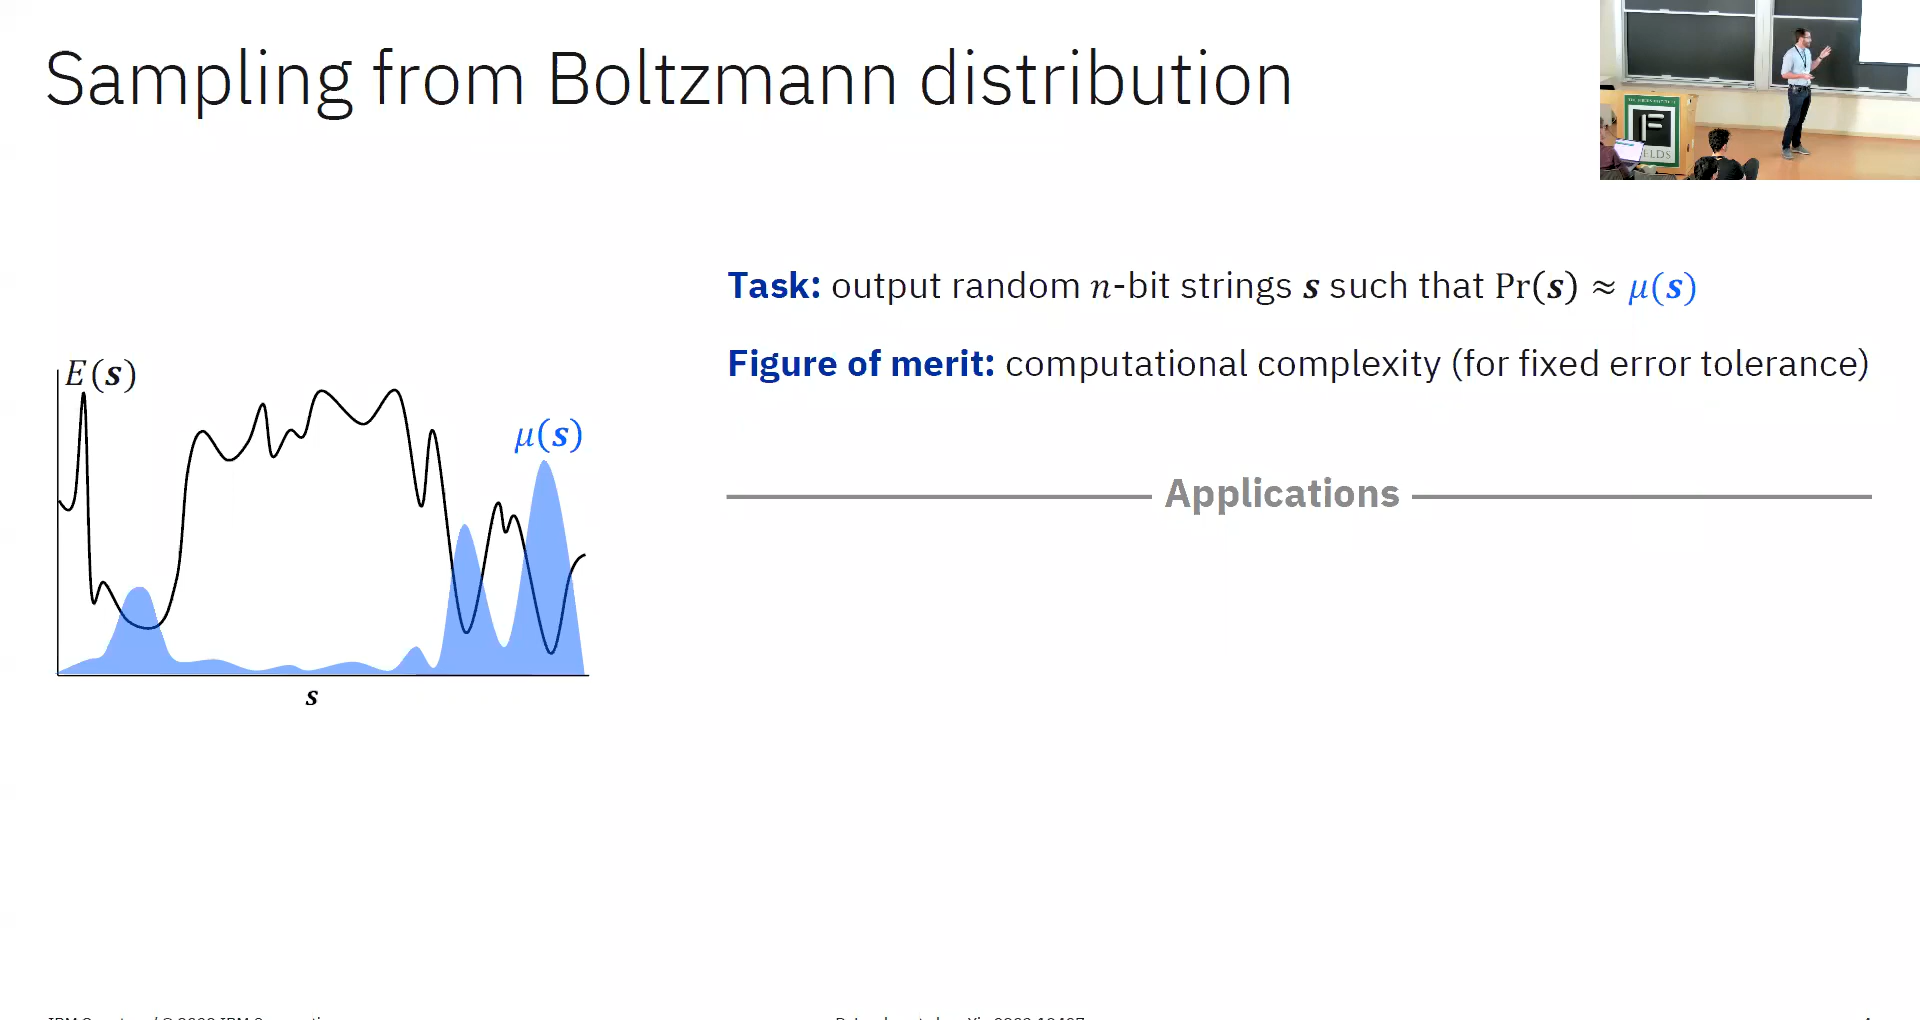 Sampling from Boltzmann distribution
Task: output random n-bit strings s such that Pr(s) ≈ μ(s)
Figure of merit: computational complexity (for fixed error tolerance)
E(s)
μ(s)
s
Applications